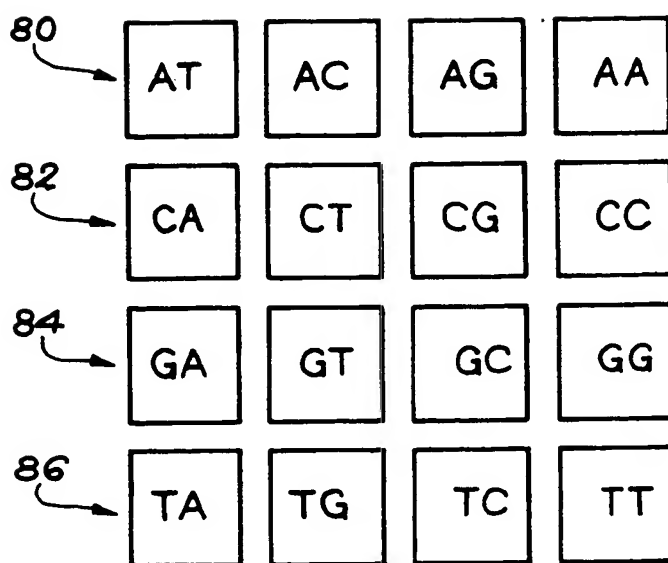 80 AT AC AG AA
82 CA CT CG CC
84 GA GT GC GG
86 TA TG TC TT